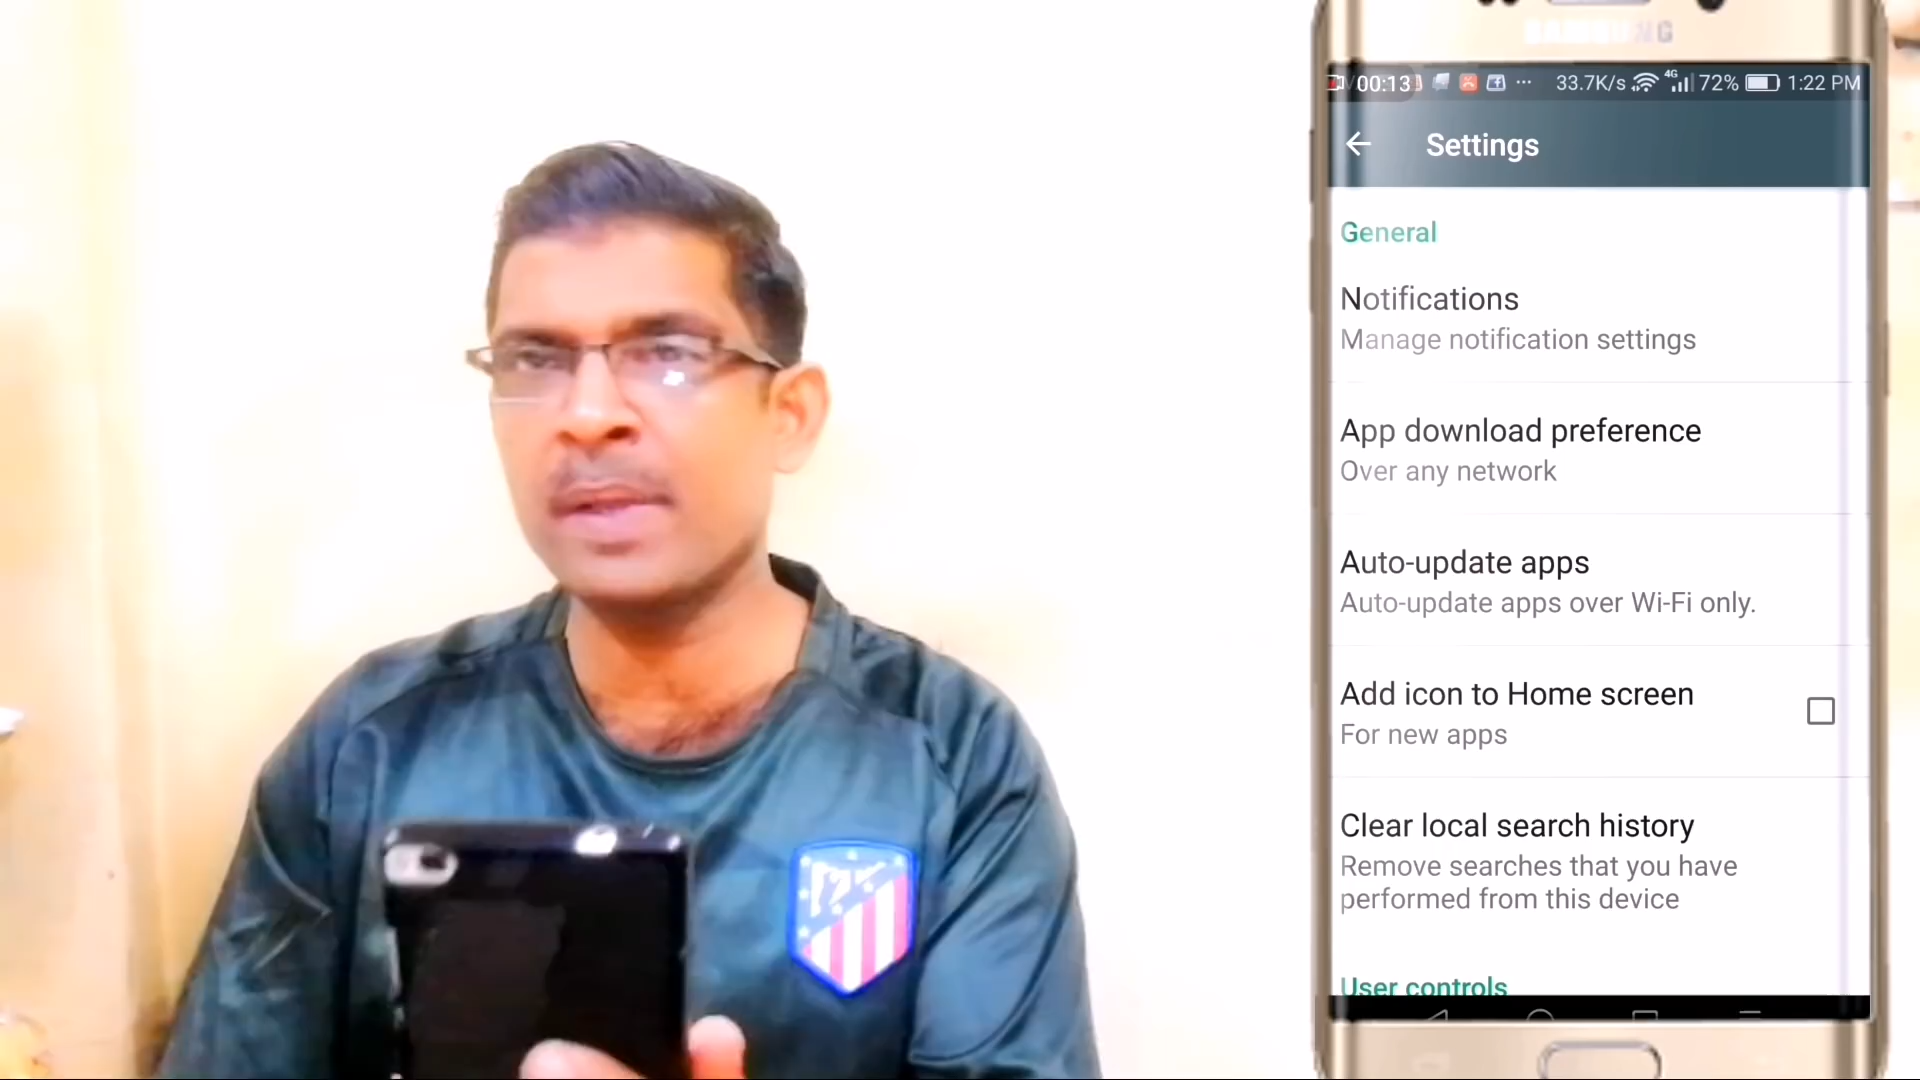 SAMSUNG
00:13 33.7K/s 4G 72% 1:22 PM
Settings
General
Notifications
Manage notification settings
App download preference
Over any network
Auto-update apps
Auto-update apps over Wi-Fi only.
Add icon to Home screen
For new apps
Clear local search history
Remove searches that you have
performed from this device
User controls